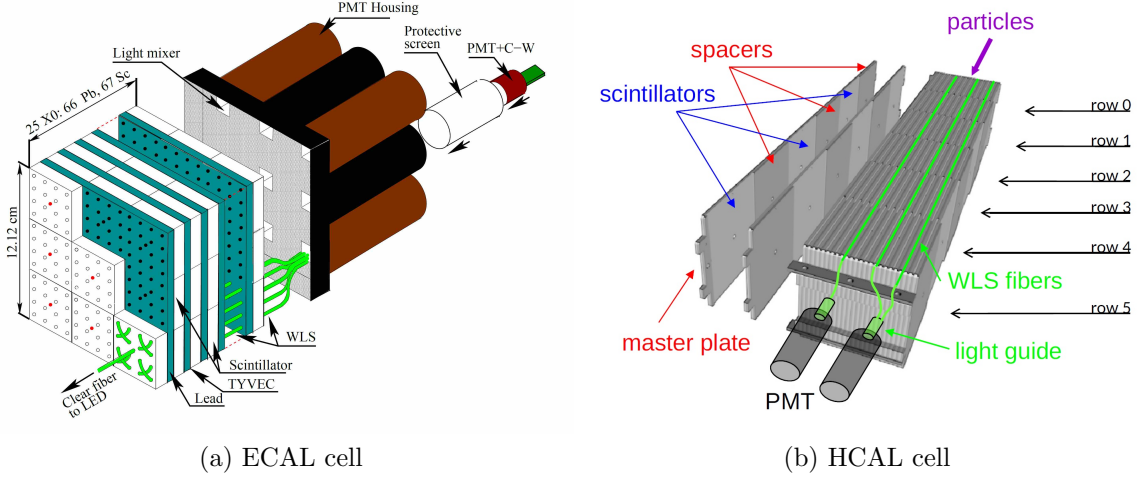 PMT Housing
Protective
screen
PMT+C−W
Light mixer
25 X0: 66 Pb, 67 Sc
12.12 cm
WLS
Scintillator
TYVEC
Lead
Clear fiber
to LED
(a) ECAL cell
particles
spacers
scintillators
row 0
row 1
row 2
row 3
row 4
row 5
WLS fibers
light guide
master plate
PMT
(b) HCAL cell